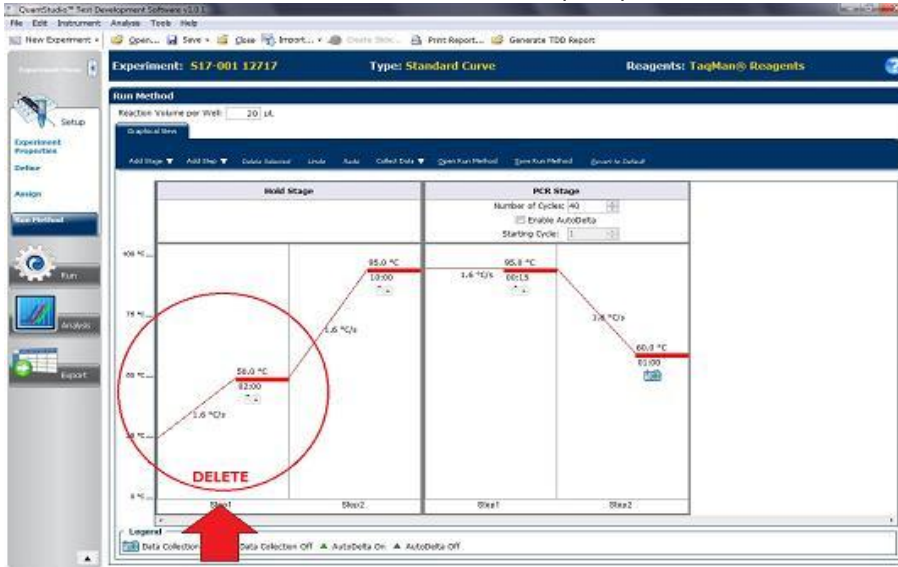 QuantStudio™ Test Development Software v1.0.1
File Edit Instrument Analysis Tools Help
New Experiment Open... Save Close Import... Create Slide... Print Report... Generate TDD Report
Experiment: S17-001 12717 Type: Standard Curve Reagents: TaqMan® Reagents
Setup
Experiment Properties
Define
Assign
Run Method
Run
Analysis
Export
Run Method
Reaction Volume per Well: 20 µL
Graphical View
Add Stage Add Step Delete Selected Undo Redo Collect Data Open Run Method Save Run Method Revert to Default
Hold Stage PCR Stage
Number of Cycles: 40
Enable AutoDelta
Starting Cycle: 1
100 °C
95.0 °C
10:00
95.0 °C
00:15
1.6 °C/s
75 °C
1.6 °C/s
1.6 °C/s
60.0 °C
01:00
50.0 °C
02:00
1.6 °C/s
DELETE
0 °C
Step1 Step2 Step1 Step2
Legend
Data Collection Data Collection Off AutoDelta On AutoDelta Off